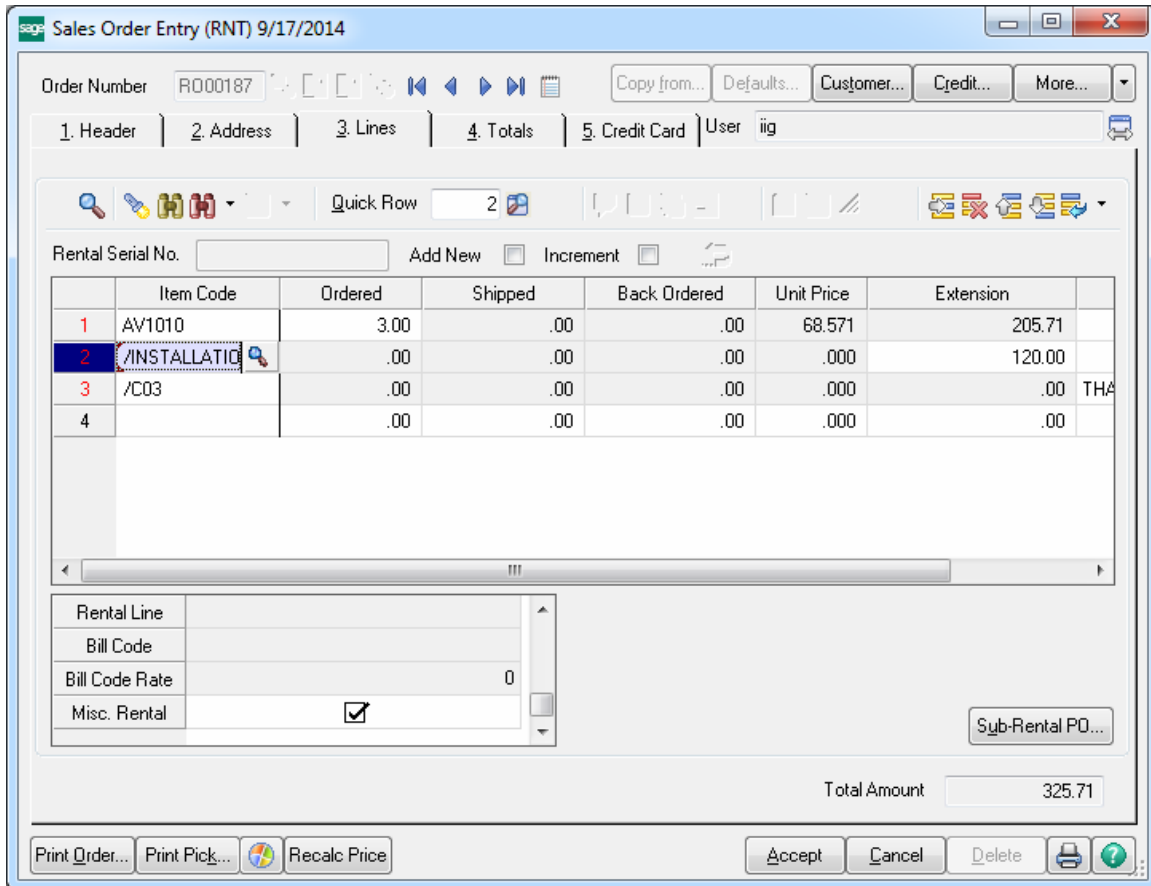 sage Sales Order Entry (RNT) 9/17/2014
Order Number RO00187 Copy from... Defaults... Customer... Credit... More...
1. Header 2. Address 3. Lines 4. Totals 5. Credit Card User iig
Quick Row 2
Rental Serial No. Add New Increment
Item Code Ordered Shipped Back Ordered Unit Price Extension
1 AV1010 3.00 .00 .00 68.571 205.71
2 /INSTALLATIO .00 .00 .00 .000 120.00
3 /C03 .00 .00 .00 .000 .00 THA
4 .00 .00 .00 .000 .00
Rental Line
Bill Code
Bill Code Rate 0
Misc. Rental
Sub-Rental PO...
Total Amount 325.71
Print Order... Print Pick... Recalc Price Accept Cancel Delete